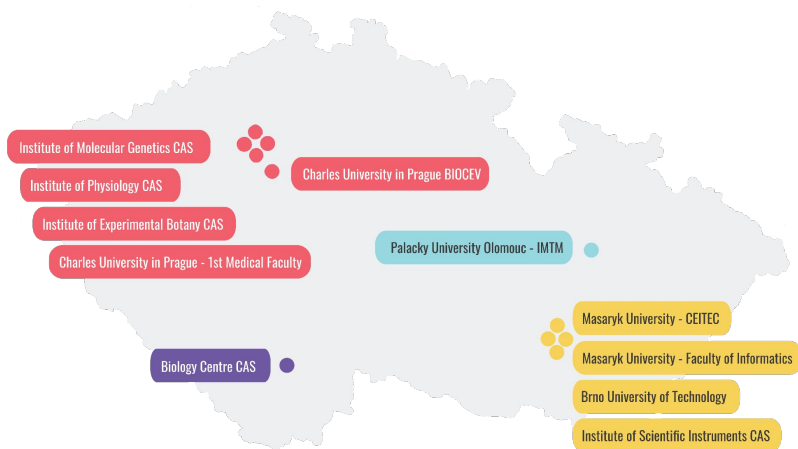 Institute of Molecular Genetics CAS
Charles University in Prague BIOCEV
Institute of Physiology CAS
Institute of Experimental Botany CAS
Charles University in Prague - 1st Medical Faculty
Palacky University Olomouc - IMTM
Masaryk University - CEITEC
Masaryk University - Faculty of Informatics
Biology Centre CAS
Brno University of Technology
Institute of Scientific Instruments CAS